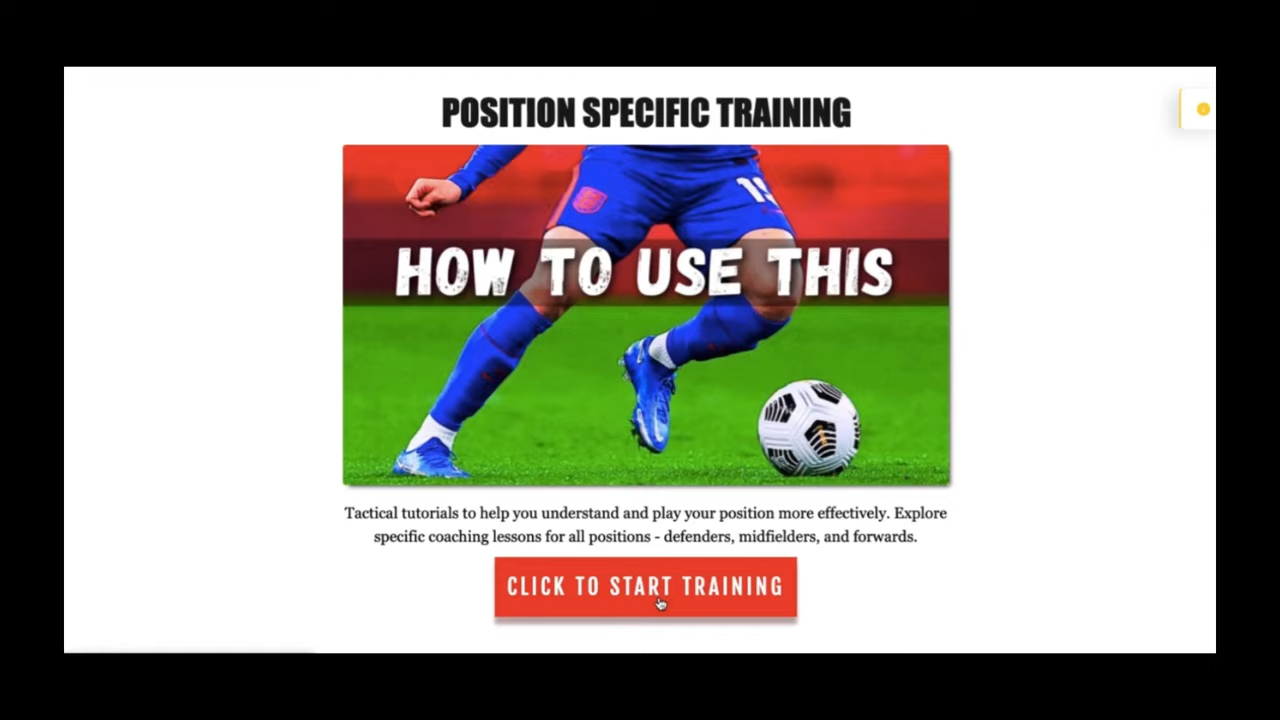 POSITION SPECIFIC TRAINING
HOW TO USE THIS
Tactical tutorials to help you understand and play your position more effectively. Explore
specific coaching lessons for all positions - defenders, midfielders, and forwards.
CLICK TO START TRAINING